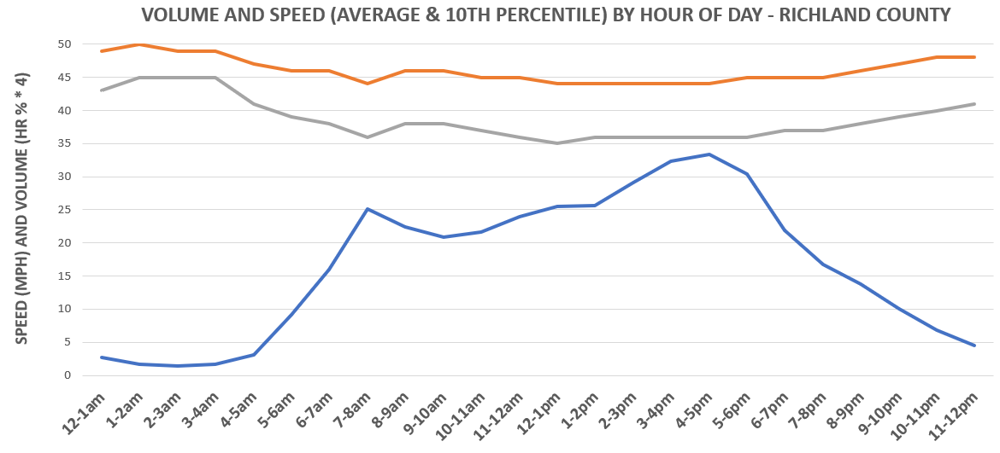 VOLUME AND SPEED (AVERAGE & 10TH PERCENTILE) BY HOUR OF DAY - RICHLAND COUNTY
SPEED (MPH) AND VOLUME (HR % * 4)
50
45
40
35
30
25
20
15
10
5
0
12-1am
1-2am
2-3am
3-4am
4-5am
5-6am
6-7am
7-8am
8-9am
9-10am
10-11am
11-12am
12-1pm
1-2pm
2-3pm
3-4pm
4-5pm
5-6pm
6-7pm
7-8pm
8-9pm
9-10pm
10-11pm
11-12pm